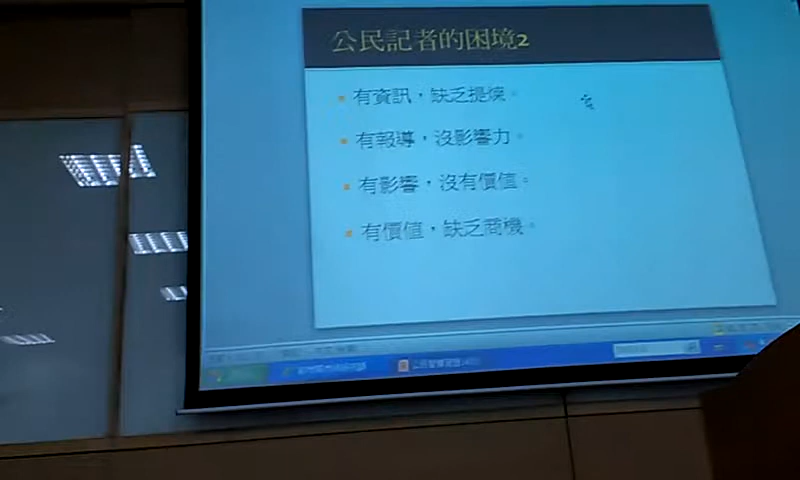 公民記者的困境2
有資訊，缺乏提煉。
有報導，沒影響力。
有影響，沒有價值。
有價值，缺乏商機。